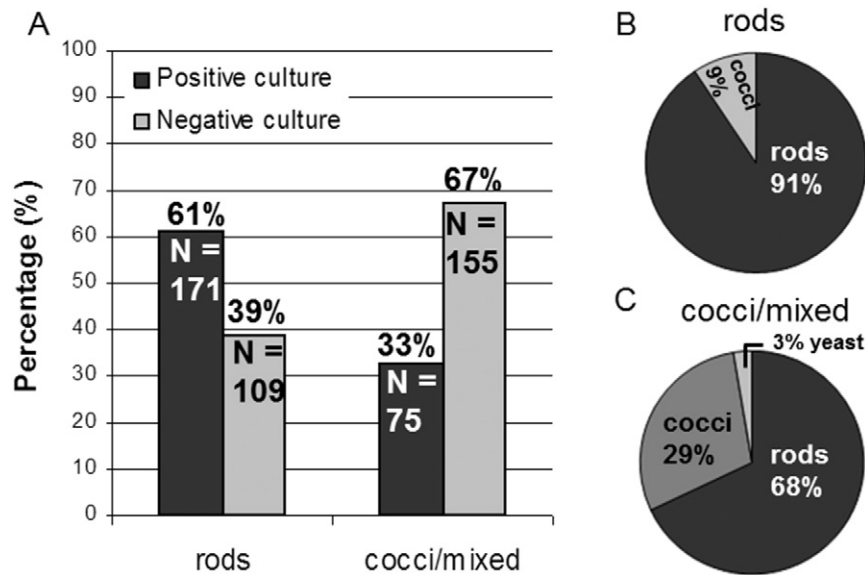 A
Percentage (%)
100
90
80
70
60
50
40
30
20
10
0
Positive culture
Negative culture
61%
N =
171
39%
N =
109
33%
N =
75
67%
N =
155
rods
cocci/mixed
B
rods
cocci
9%
rods
91%
C
cocci/mixed
3% yeast
cocci
29%
rods
68%